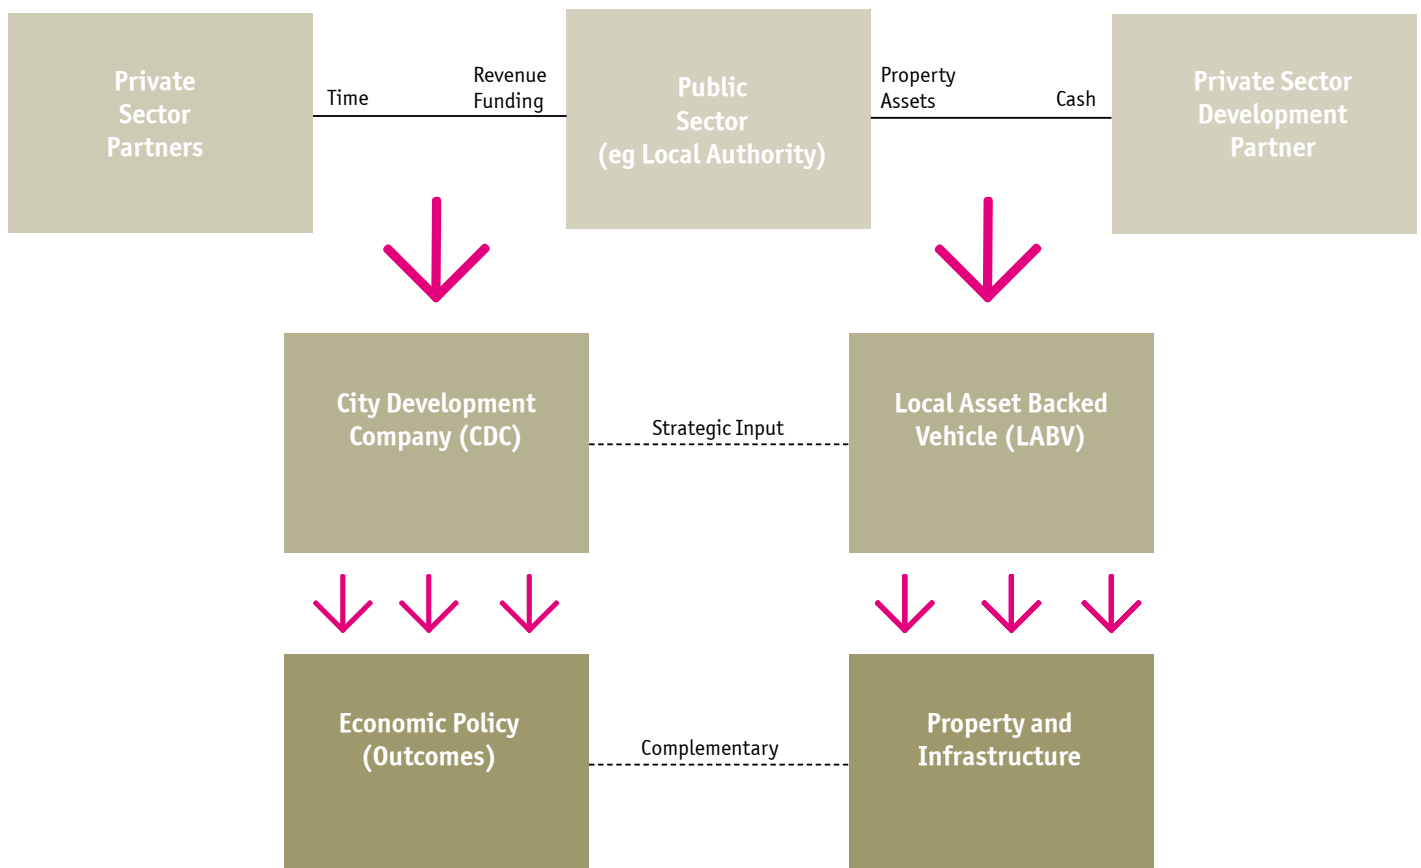 Private
Sector
Partners
Time
Revenue
Funding
Public
Sector
(eg Local Authority)
Property
Assets
Cash
Private Sector
Development
Partner
City Development
Company (CDC)
Strategic Input
Local Asset Backed
Vehicle (LABV)
Economic Policy
(Outcomes)
Complementary
Property and
Infrastructure